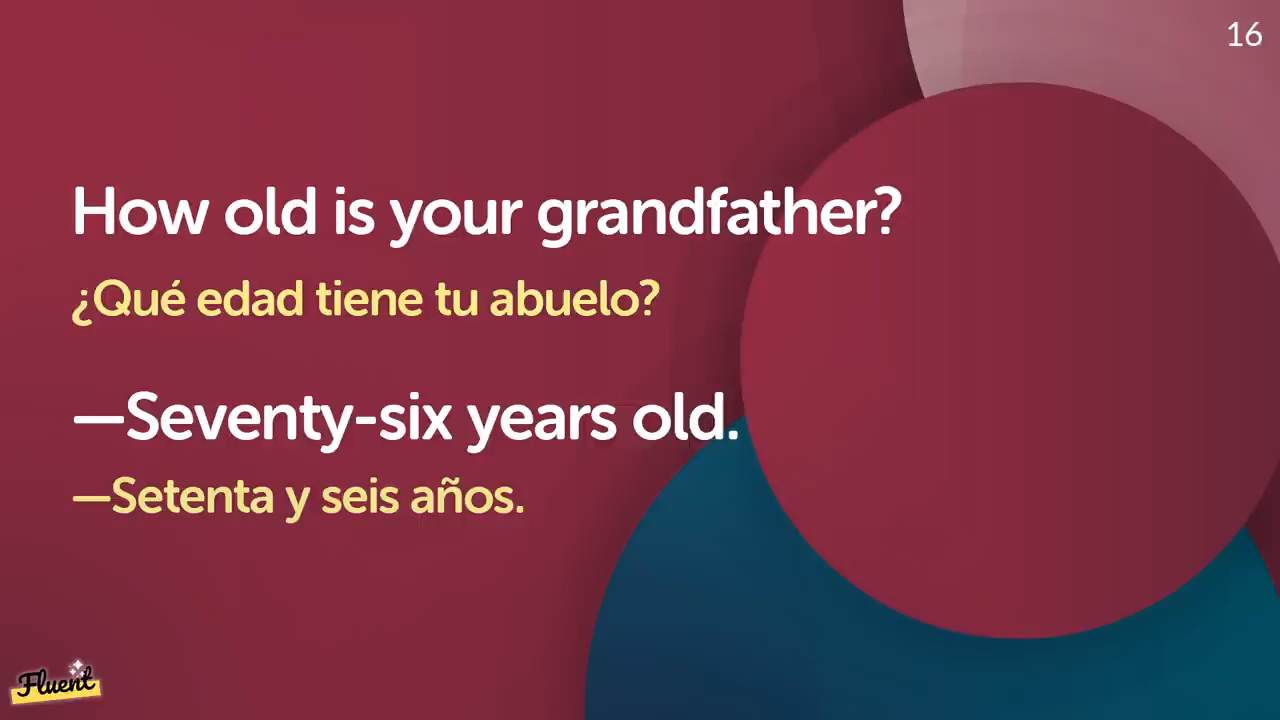 16
How old is your grandfather?
¿Qué edad tiene tu abuelo?
—Seventy-six years old.
—Setenta y seis años.
Fluent